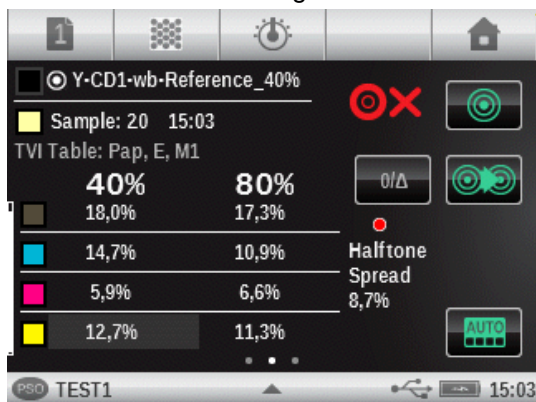 1
Y-CD1-wb-Reference_40%
Sample: 20 15:03
TVI Table: Pap, E, M1
40% 80%
18,0% 17,3%
14,7% 10,9%
5,9% 6,6%
12,7% 11,3%
0/Δ
Halftone
Spread
8,7%
AUTO
PSO TEST1 15:03